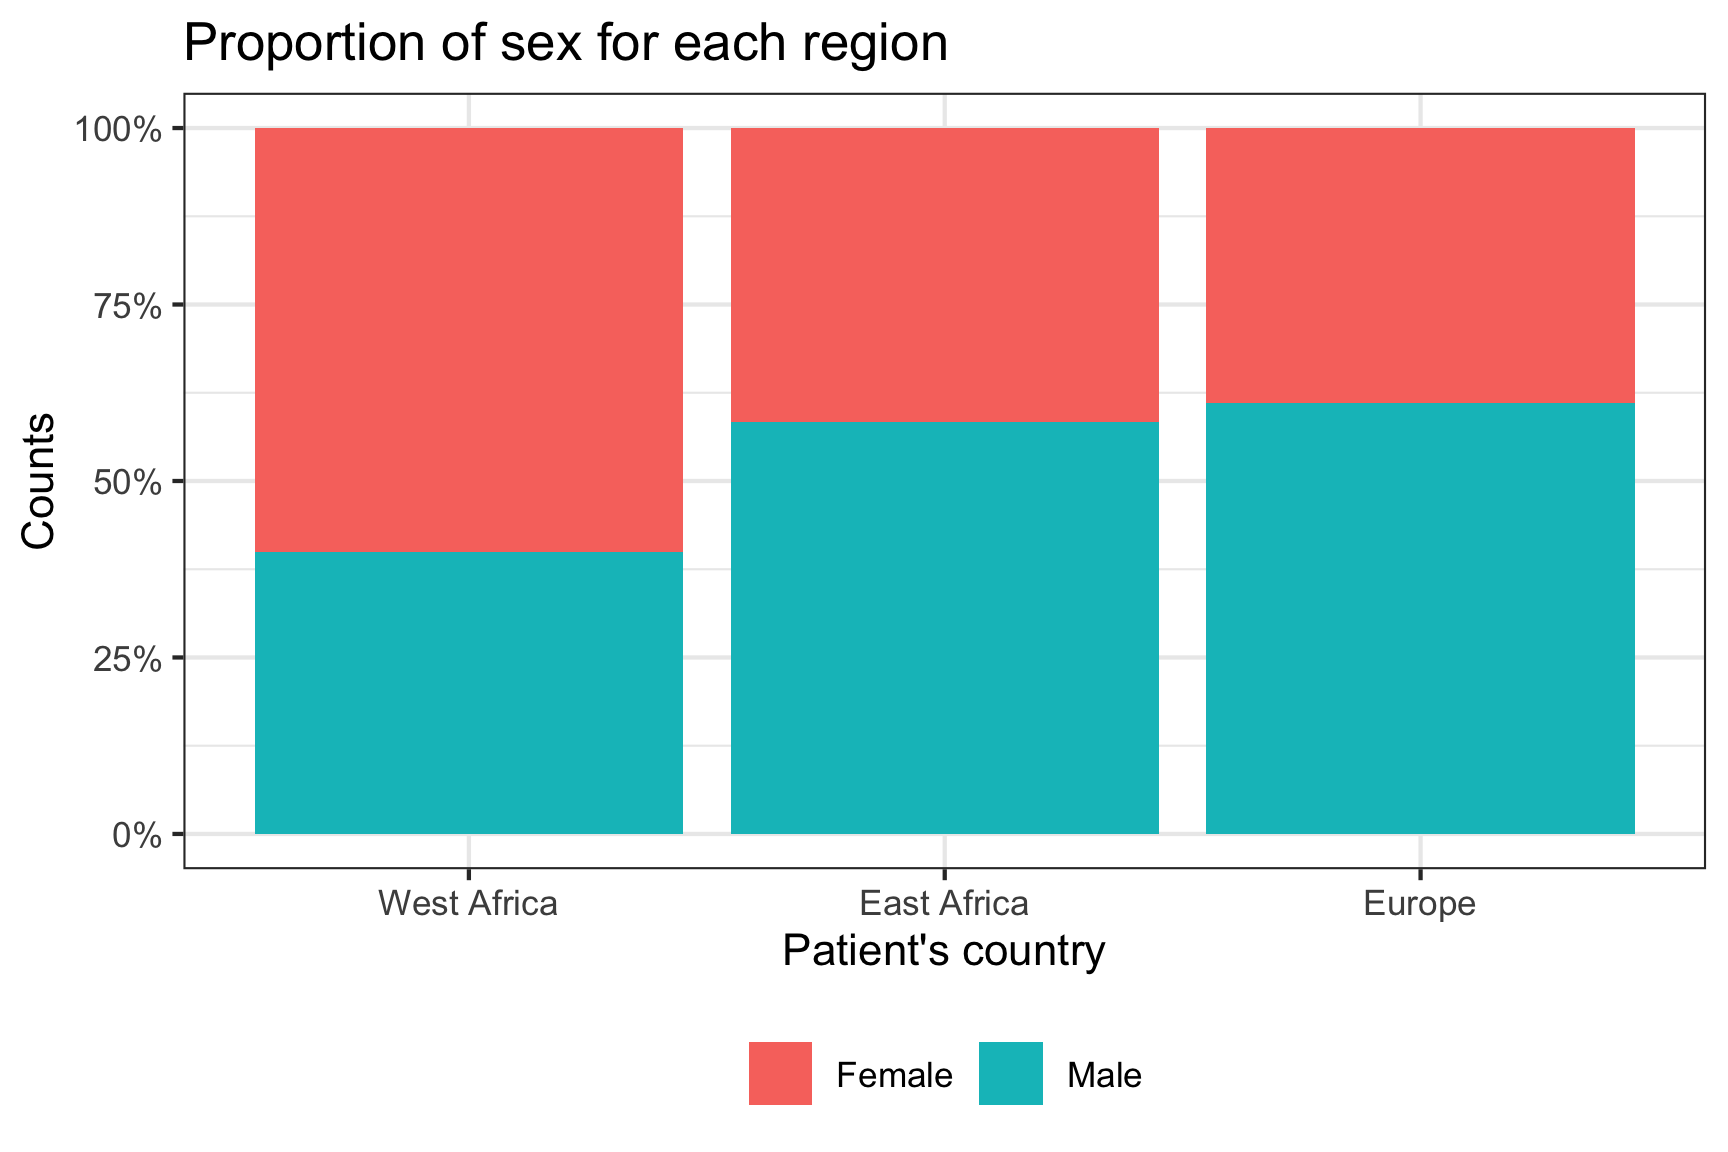 Proportion of sex for each region
100%
75%
50%
25%
0%
Counts
West Africa East Africa Europe
Patient's country
Female Male